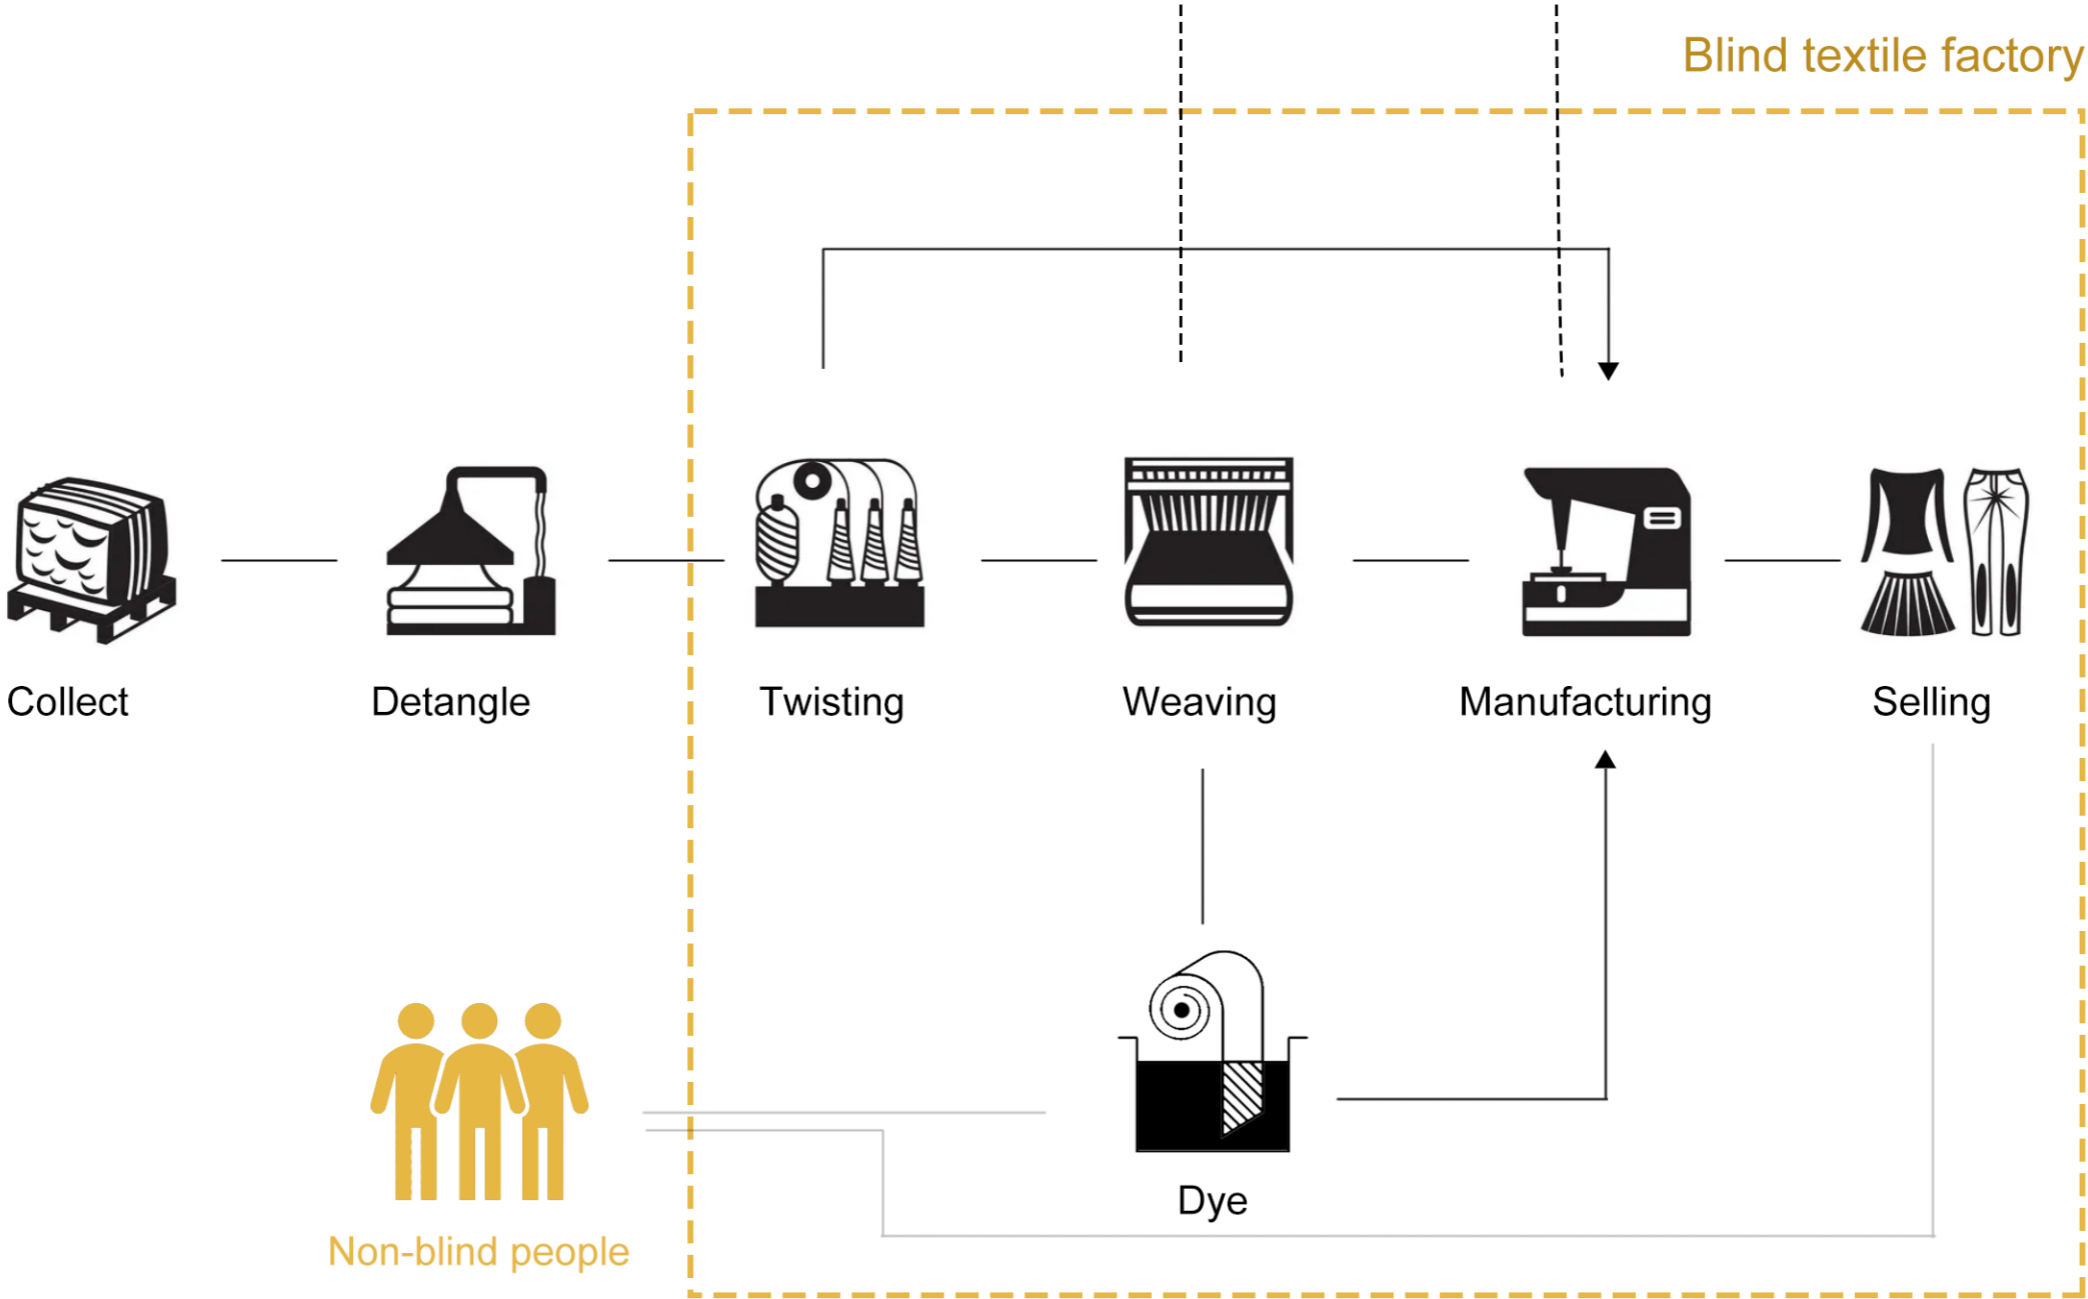 Blind textile factory
Collect
Detangle
Twisting
Weaving
Manufacturing
Selling
Dye
Non-blind people